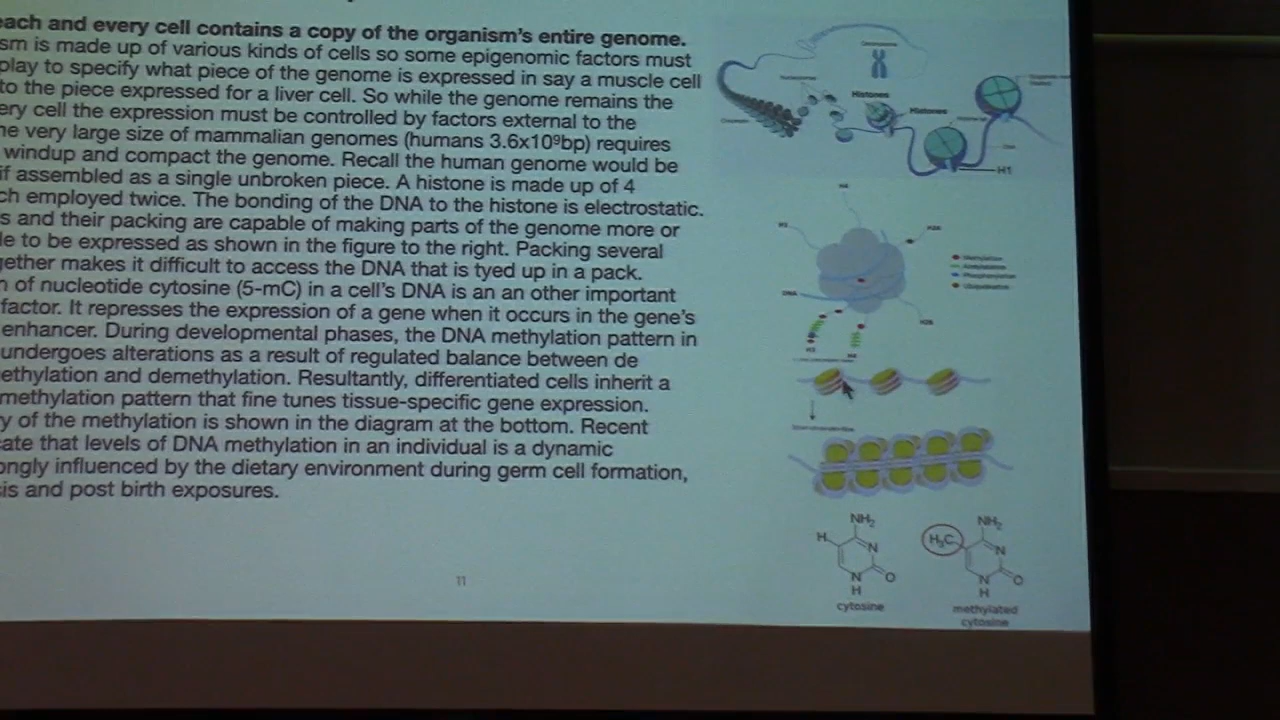 each and every cell contains a copy of the organism's entire genome.
sm is made up of various kinds of cells so some epigenomic factors must
play to specify what piece of the genome is expressed in say a muscle cell
to the piece expressed for a liver cell. So while the genome remains the
ery cell the expression must be controlled by factors external to the
he very large size of mammalian genomes (humans 3.6x10⁹bp) requires
windup and compact the genome. Recall the human genome would be
if assembled as a single unbroken piece. A histone is made up of 4
ch employed twice. The bonding of the DNA to the histone is electrostatic.
s and their packing are capable of making parts of the genome more or
le to be expressed as shown in the figure to the right. Packing several
gether makes it difficult to access the DNA that is tyed up in a pack.
n of nucleotide cytosine (5-mC) in a cell's DNA is an an other important
factor. It represses the expression of a gene when it occurs in the gene's
enhancer. During developmental phases, the DNA methylation pattern in
undergoes alterations as a result of regulated balance between de
ethylation and demethylation. Resultantly, differentiated cells inherit a
methylation pattern that fine tunes tissue-specific gene expression.
y of the methylation is shown in the diagram at the bottom. Recent
cate that levels of DNA methylation in an individual is a dynamic
ongly influenced by the dietary environment during germ cell formation,
is and post birth exposures.
11
Histones
Histones
H1
DNA
NH₂
H
N
N
H
O
cytosine
NH₂
H₃C
N
N
H
O
methylated
cytosine